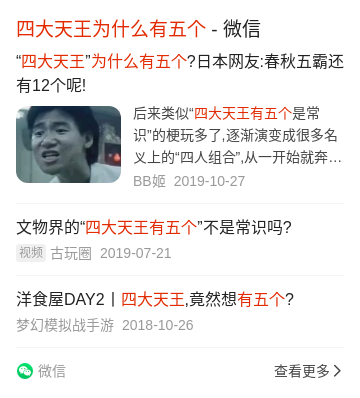 四大天王为什么有五个 - 微信
“四大天王”为什么有五个?日本网友:春秋五霸还
有12个呢!
后来类似“四大天王有五个是常
识”的梗玩多了,逐渐演变成很多名
义上的“四人组合”,从一开始就奔...
BB姬 2019-10-27
文物界的“四大天王有五个”不是常识吗?
视频 古玩圈 2019-07-21
洋食屋DAY2丨四大天王,竟然想有五个?
梦幻模拟战手游 2018-10-26
微信 查看更多